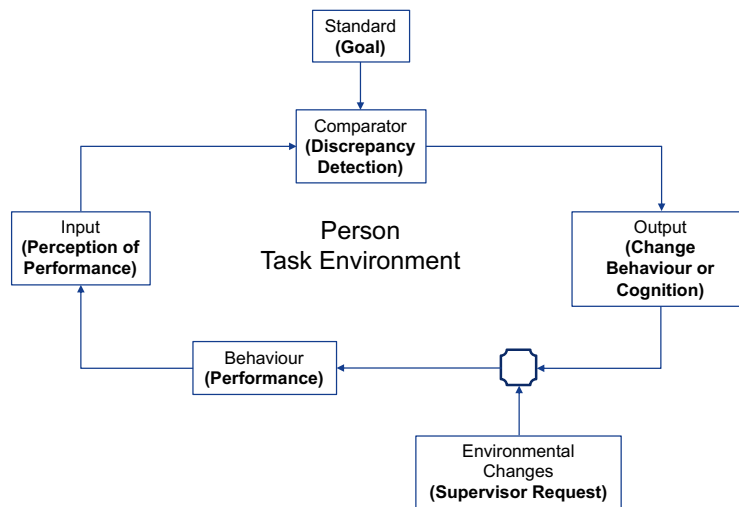 Standard
(Goal)
Comparator
(Discrepancy
Detection)
Input
(Perception of
Performance)
Person
Task Environment
Output
(Change
Behaviour or
Cognition)
Behaviour
(Performance)
Environmental
Changes
(Supervisor Request)